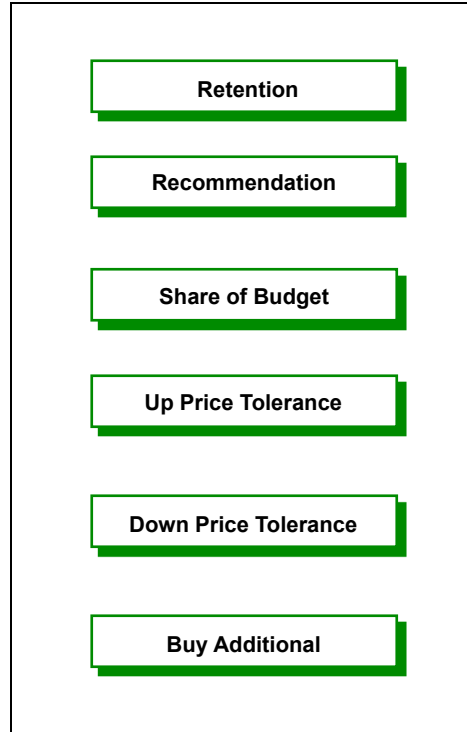 Retention
Recommendation
Share of Budget
Up Price Tolerance
Down Price Tolerance
Buy Additional